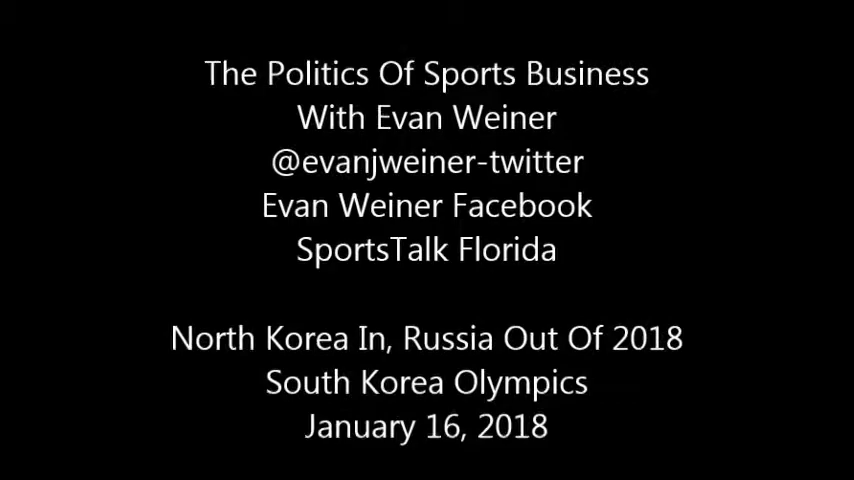 The Politics Of Sports Business
With Evan Weiner
@evanjweiner-twitter
Evan Weiner Facebook
SportsTalk Florida
North Korea In, Russia Out Of 2018
South Korea Olympics
January 16, 2018